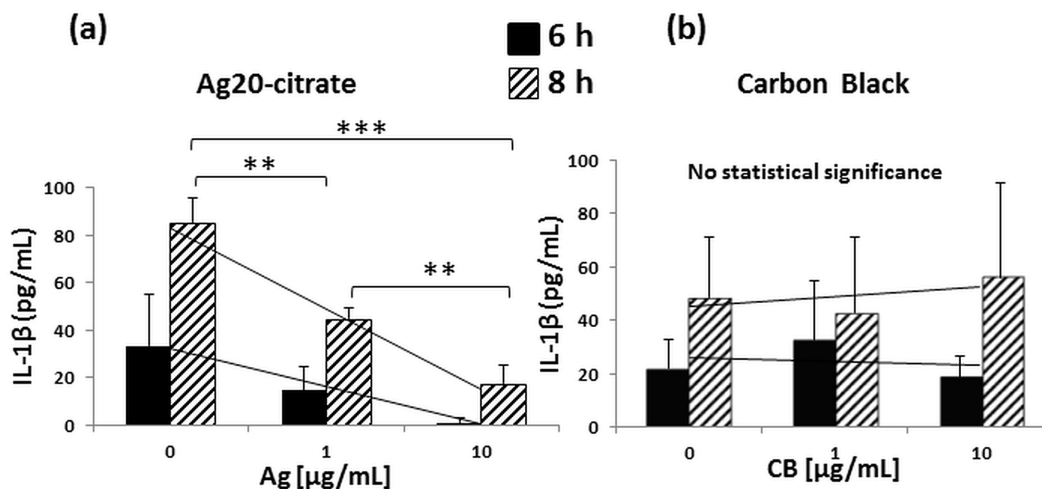 (a)
6 h
8 h
Ag20-citrate
***
**
**
100
80
60
40
20
0
IL-1β (pg/mL)
0 1 10
Ag [µg/mL]
(b)
Carbon Black
No statistical significance
100
80
60
40
20
0
IL-1β (pg/mL)
0 1 10
CB [µg/mL]